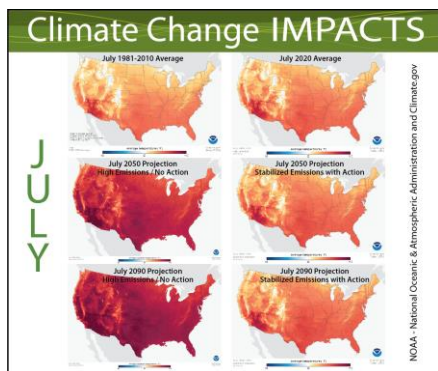 Climate Change IMPACTS
July 1981-2010 Average
July 2020 Average
JULY
July 2050 Projection
High Emissions / No Action
July 2050 Projection
Stabilized Emissions with Action
July 2090 Projection
High Emissions / No Action
July 2090 Projection
Stabilized Emissions with Action
NOAA - National Oceanic & Atmospheric Administration and Climate.gov